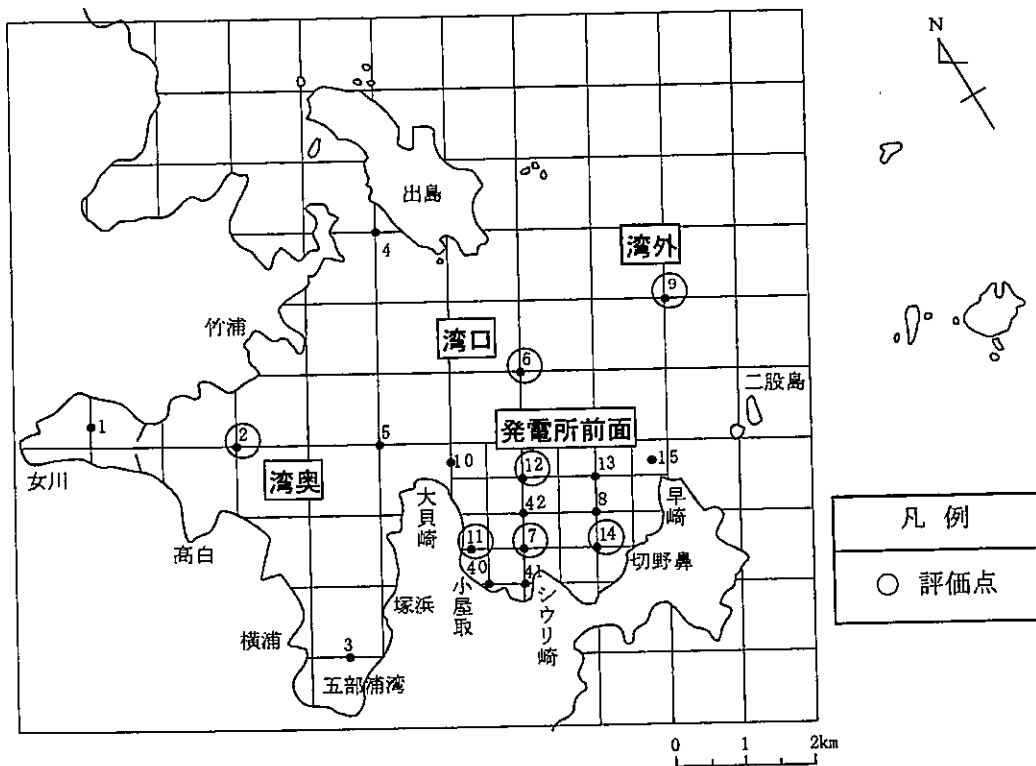 N
出島
4
湾外
9
竹浦
湾口
6
二股島
1
2
5
発電所前面
10
12
13
15
女川
湾奥
大貝崎
42
8
早崎
高白
11
7
14
切野鼻
40
41
小屋取
シウリ崎
塚浜
横浦
3
五部浦湾
凡例
○ 評価点
0 1 2km